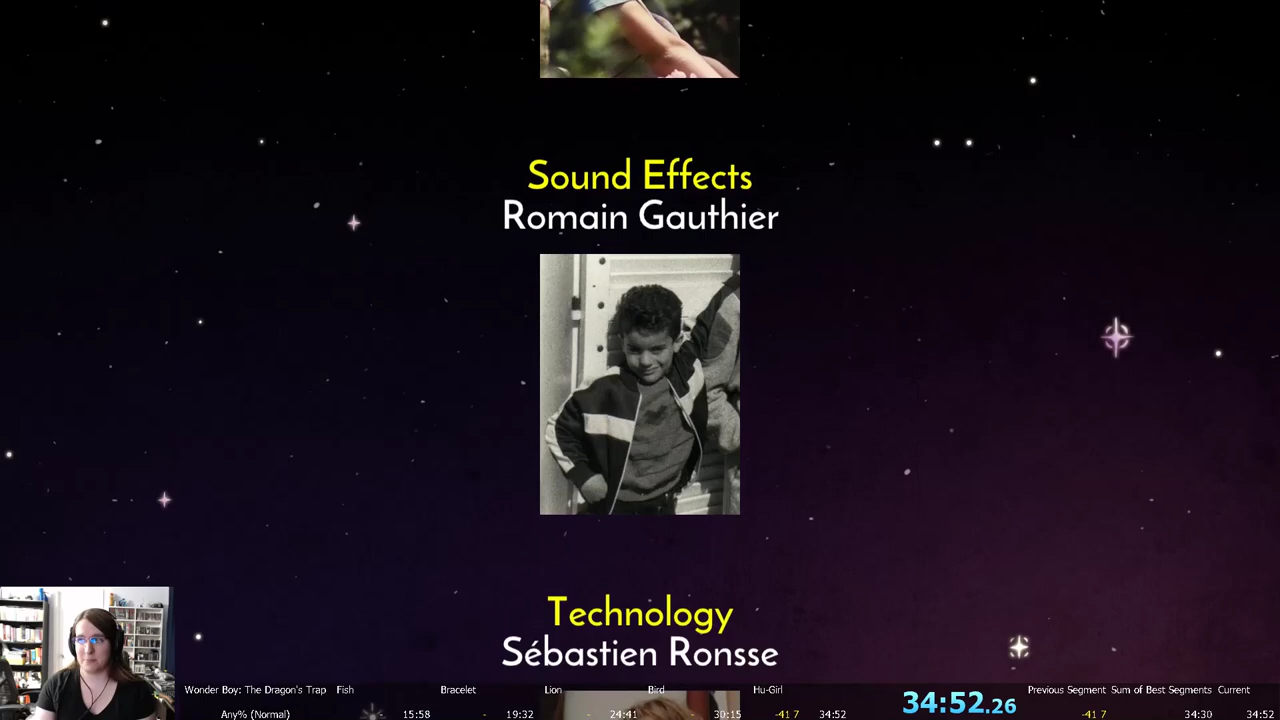 Sound Effects
Romain Gauthier
Technology
Sébastien Ronsse
Wonder Boy: The Dragon's Trap Fish Bracelet Lion Bird Hu-Girl 34:52.26 Previous Segment Sum of Best Segments Current
Any% (Normal) 15:58 - 19:32 - 24:41 - 30:15 -41 7 34:52 -41 7 34:30 34:52